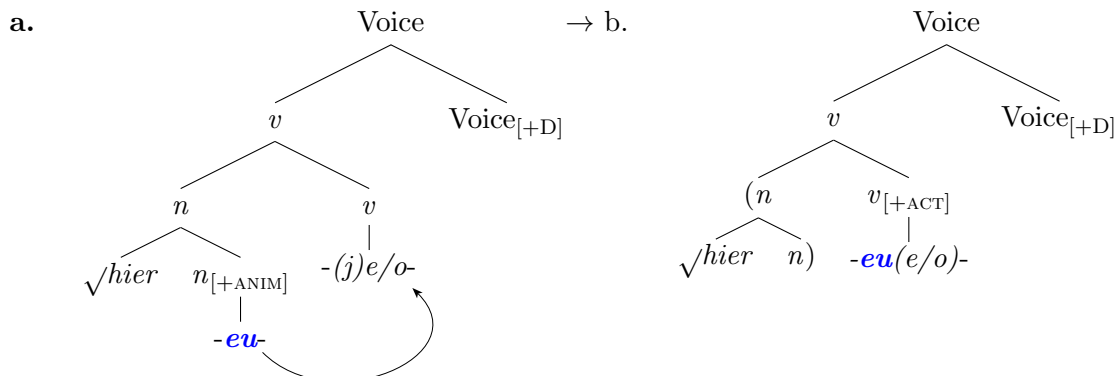 a. Voice → b. Voice
v Voice[+D] v Voice[+D]
n v (n v[+ACT]
√hier n[+ANIM] -(j)e/o- √hier n) -eu(e/o)-
-eu-